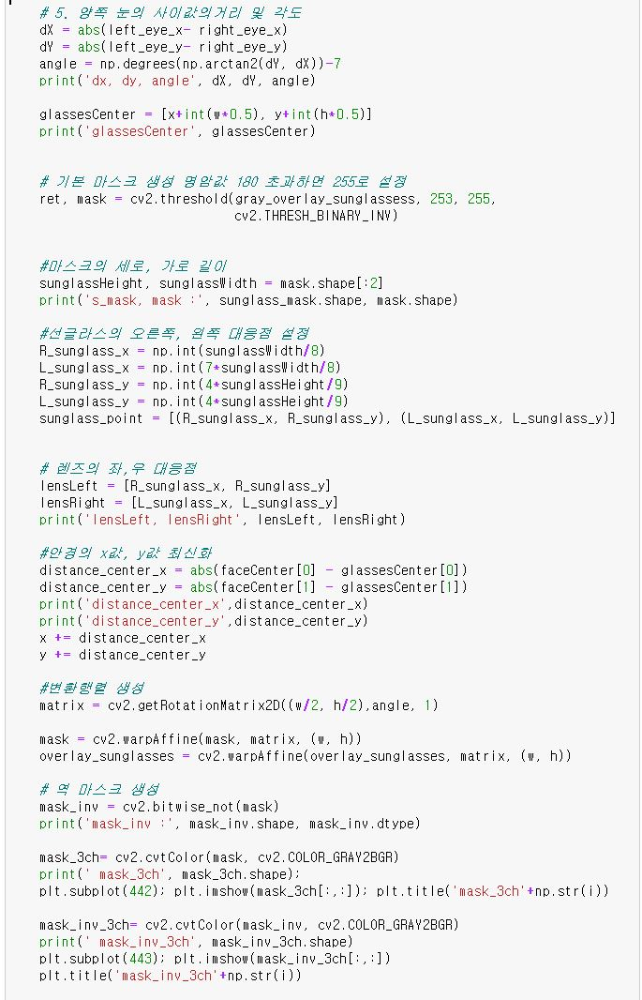 # 5. 양쪽 눈의 사이값의거리 및 각도
dX = abs(left_eye_x- right_eye_x)
dY = abs(left_eye_y- right_eye_y)
angle = np.degrees(np.arctan2(dY, dX))-7
print('dx, dy, angle', dX, dY, angle)
glassesCenter = [x+int(w*0.5), y+int(h*0.5)]
print('glassesCenter', glassesCenter)
# 기본 마스크 생성 명암값 180 초과하면 255로 설정
ret, mask = cv2.threshold(gray_overlay_sunglassess, 253, 255,
cv2.THRESH_BINARY_INV)
#마스크의 세로, 가로 길이
sunglassHeight, sunglassWidth = mask.shape[:2]
print('s_mask, mask :', sunglass_mask.shape, mask.shape)
#선글라스의 오른쪽, 왼쪽 대응점 설정
R_sunglass_x = np.int(sunglassWidth/8)
L_sunglass_x = np.int(7*sunglassWidth/8)
R_sunglass_y = np.int(4*sunglassHeight/9)
L_sunglass_y = np.int(4*sunglassHeight/9)
sunglass_point = [(R_sunglass_x, R_sunglass_y), (L_sunglass_x, L_sunglass_y)]
# 렌즈의 좌,우 대응점
lensLeft = [R_sunglass_x, R_sunglass_y]
lensRight = [L_sunglass_x, L_sunglass_y]
print('lensLeft, lensRight', lensLeft, lensRight)
#안경의 x값, y값 최신화
distance_center_x = abs(faceCenter[0] - glassesCenter[0])
distance_center_y = abs(faceCenter[1] - glassesCenter[1])
print('distance_center_x',distance_center_x)
print('distance_center_y',distance_center_y)
x += distance_center_x
y += distance_center_y
#변환행렬 생성
matrix = cv2.getRotationMatrix2D((w/2, h/2),angle, 1)
mask = cv2.warpAffine(mask, matrix, (w, h))
overlay_sunglasses = cv2.warpAffine(overlay_sunglasses, matrix, (w, h))
# 역 마스크 생성
mask_inv = cv2.bitwise_not(mask)
print('mask_inv :', mask_inv.shape, mask_inv.dtype)
mask_3ch= cv2.cvtColor(mask, cv2.COLOR_GRAY2BGR)
print(' mask_3ch', mask_3ch.shape);
plt.subplot(442); plt.imshow(mask_3ch[:,:]); plt.title('mask_3ch'+np.str(i))
mask_inv_3ch= cv2.cvtColor(mask_inv, cv2.COLOR_GRAY2BGR)
print(' mask_inv_3ch', mask_inv_3ch.shape)
plt.subplot(443); plt.imshow(mask_inv_3ch[:,:])
plt.title('mask_inv_3ch'+np.str(i))